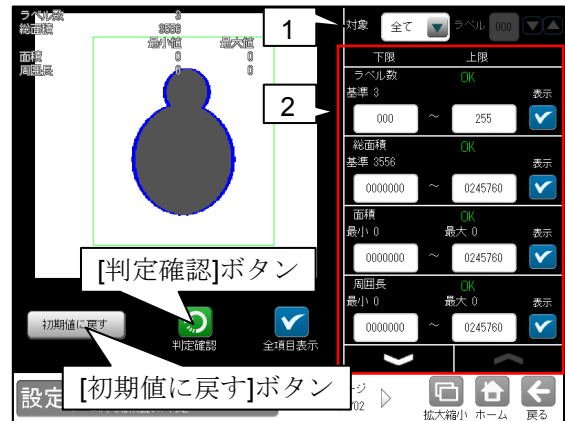 ラベル数 3
総面積 3556
最小値 最大値
面積 0 0
周囲長 0 0
1
対象 全て ラベル 000
2
下限 上限
ラベル数 OK
基準 3 表示
000 ～ 255
総面積 OK
基準 3556 表示
0000000 ～ 0245760
面積 OK
最小 0 最大 0 表示
0000000 ～ 0245760
周囲長 OK
最小 0 最大 0 表示
0000000 ～ 0245760
[判定確認]ボタン
初期値に戻す
判定確認 全項目表示
[初期値に戻す]ボタン
設定
/02
拡大縮小 ホーム 戻る